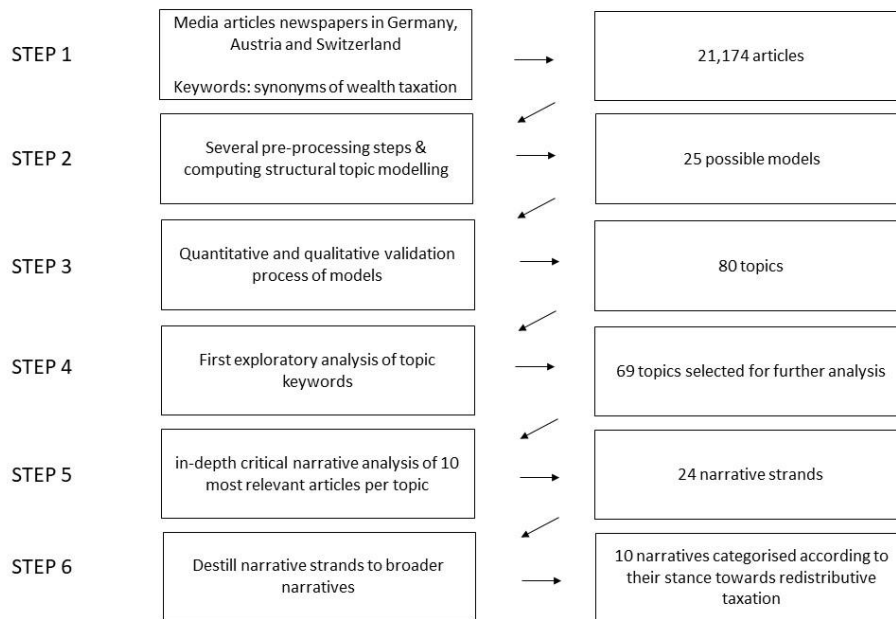 STEP 1
Media articles newspapers in Germany,
Austria and Switzerland
Keywords: synonyms of wealth taxation
21,174 articles
STEP 2
Several pre-processing steps &
computing structural topic modelling
25 possible models
STEP 3
Quantitative and qualitative validation
process of models
80 topics
STEP 4
First exploratory analysis of topic
keywords
69 topics selected for further analysis
STEP 5
in-depth critical narrative analysis of 10
most relevant articles per topic
24 narrative strands
STEP 6
Destill narrative strands to broader
narratives
10 narratives categorised according to
their stance towards redistributive
taxation